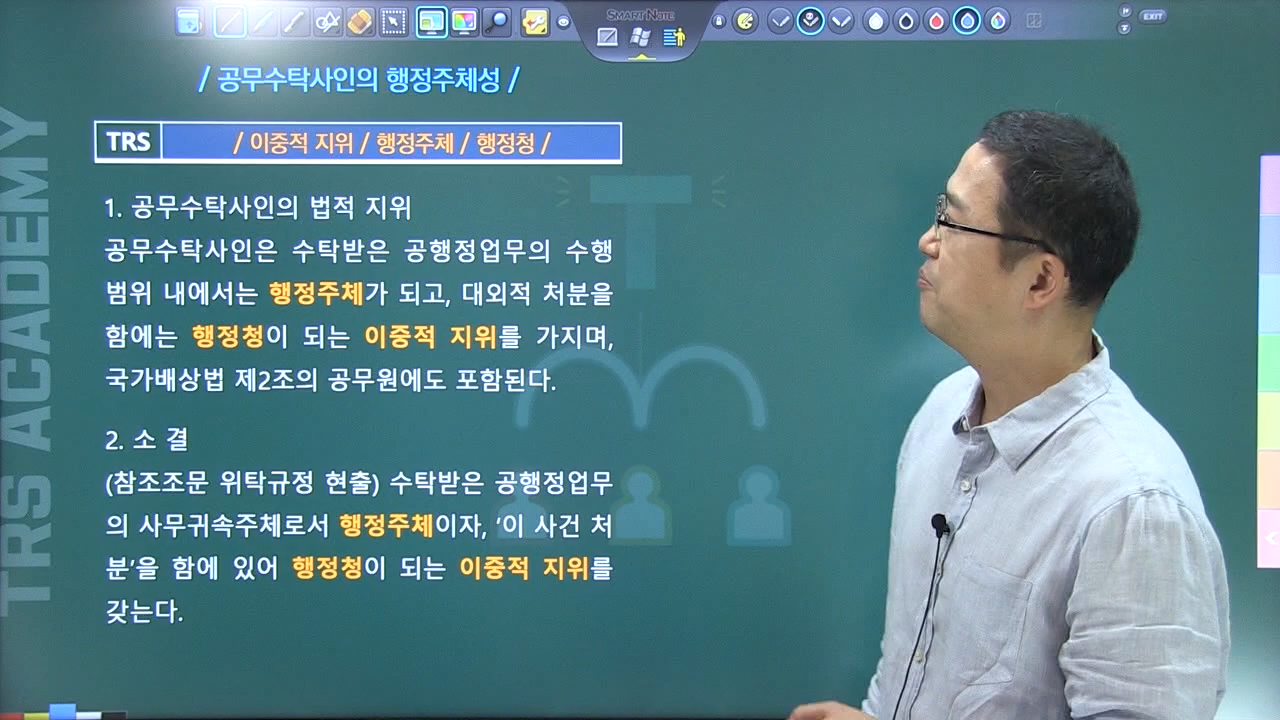 SMART NOTE
EXIT
/ 공무수탁사인의 행정주체성 /
TRS
/ 이중적 지위 / 행정주체 / 행정청 /
1. 공무수탁사인의 법적 지위
공무수탁사인은 수탁받은 공행정업무의 수행
범위 내에서는 행정주체가 되고, 대외적 처분을
함에는 행정청이 되는 이중적 지위를 가지며,
국가배상법 제2조의 공무원에도 포함된다.
2. 소 결
(참조조문 위탁규정 현출) 수탁받은 공행정업무
의 사무귀속주체로서 행정주체이자, ‘이 사건 처
분’을 함에 있어 행정청이 되는 이중적 지위를
갖는다.
TRS ACADEMY